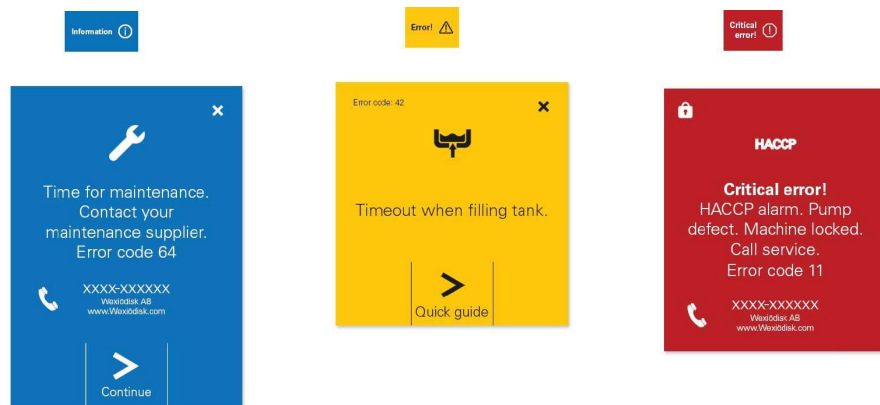 Information
Error!
Critical
error!
Time for maintenance.
Contact your
maintenance supplier.
Error code 64
XXXX-XXXXXX
Wexiödisk AB
www.Wexiödisk.com
Continue
Error code: 42
Timeout when filling tank.
Quick guide
HACCP
Critical error!
HACCP alarm. Pump
defect. Machine locked.
Call service.
Error code 11
XXXX-XXXXXX
Wexiödisk AB
www.Wexiödisk.com